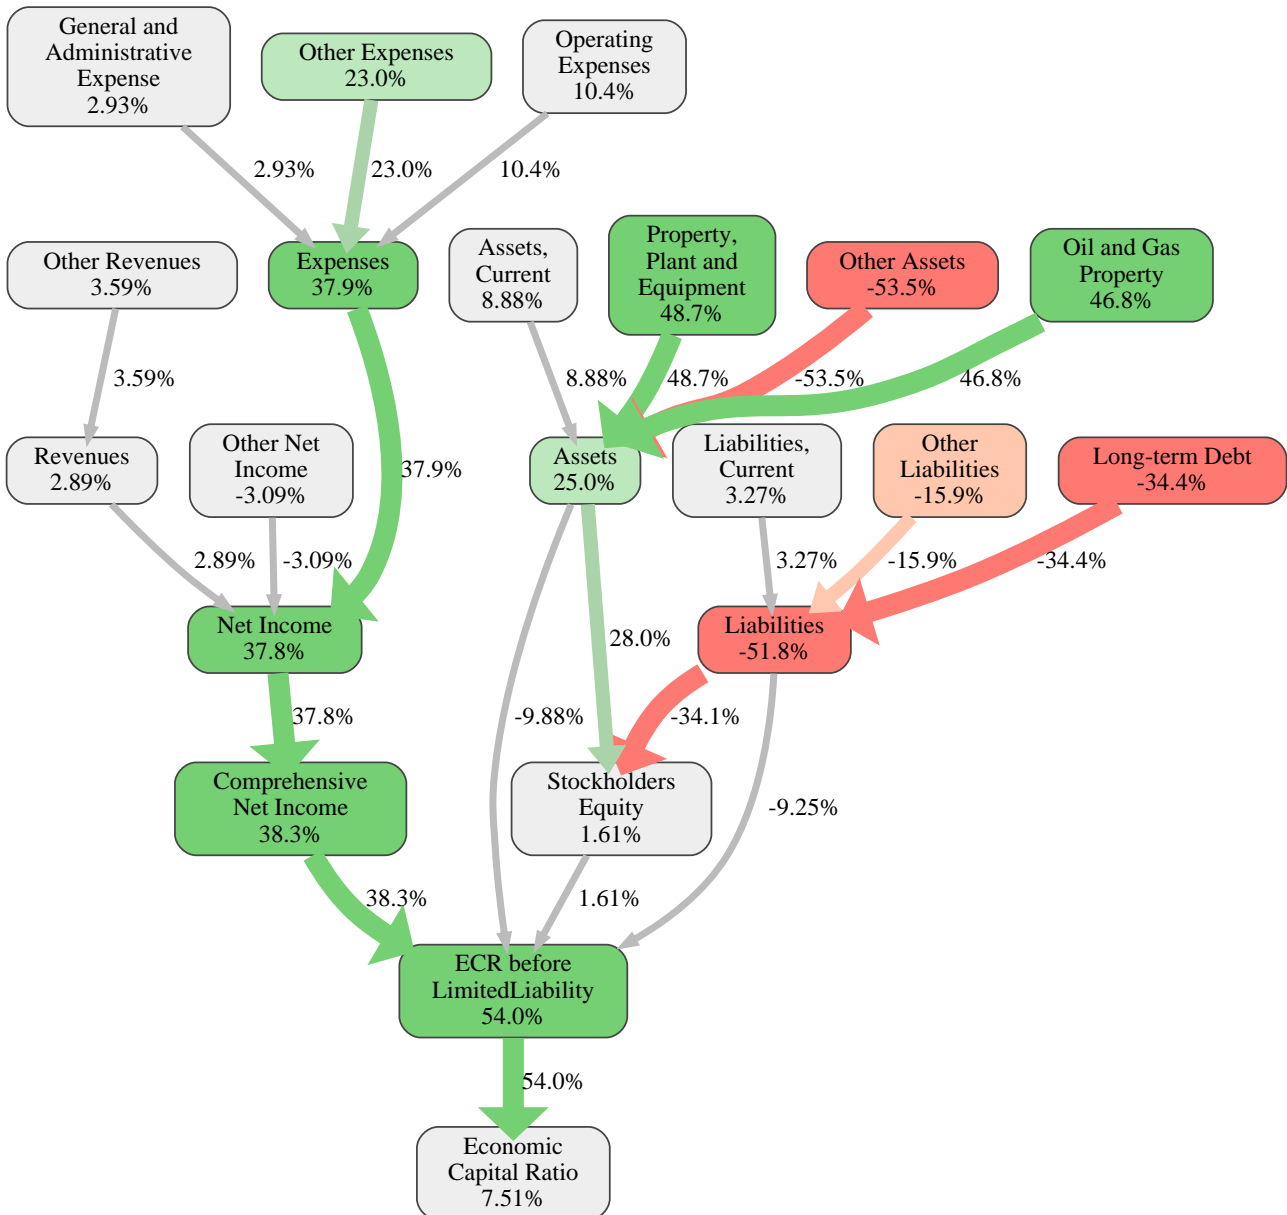 General and
Administrative
Expense
2.93%
Other Expenses
23.0%
Operating
Expenses
10.4%
2.93%
23.0%
10.4%
Other Revenues
3.59%
Expenses
37.9%
Assets,
Current
8.88%
Property,
Plant and
Equipment
48.7%
Other Assets
-53.5%
Oil and Gas
Property
46.8%
3.59%
8.88%
48.7%
-53.5%
46.8%
Revenues
2.89%
Other Net
Income
-3.09%
37.9%
Assets
25.0%
Liabilities,
Current
3.27%
Other
Liabilities
-15.9%
Long-term Debt
-34.4%
2.89%
-3.09%
3.27%
-15.9%
-34.4%
Net Income
37.8%
28.0%
Liabilities
-51.8%
37.8%
-9.88%
-34.1%
Comprehensive
Net Income
38.3%
Stockholders
Equity
1.61%
-9.25%
38.3%
1.61%
ECR before
LimitedLiability
54.0%
54.0%
Economic
Capital Ratio
7.51%